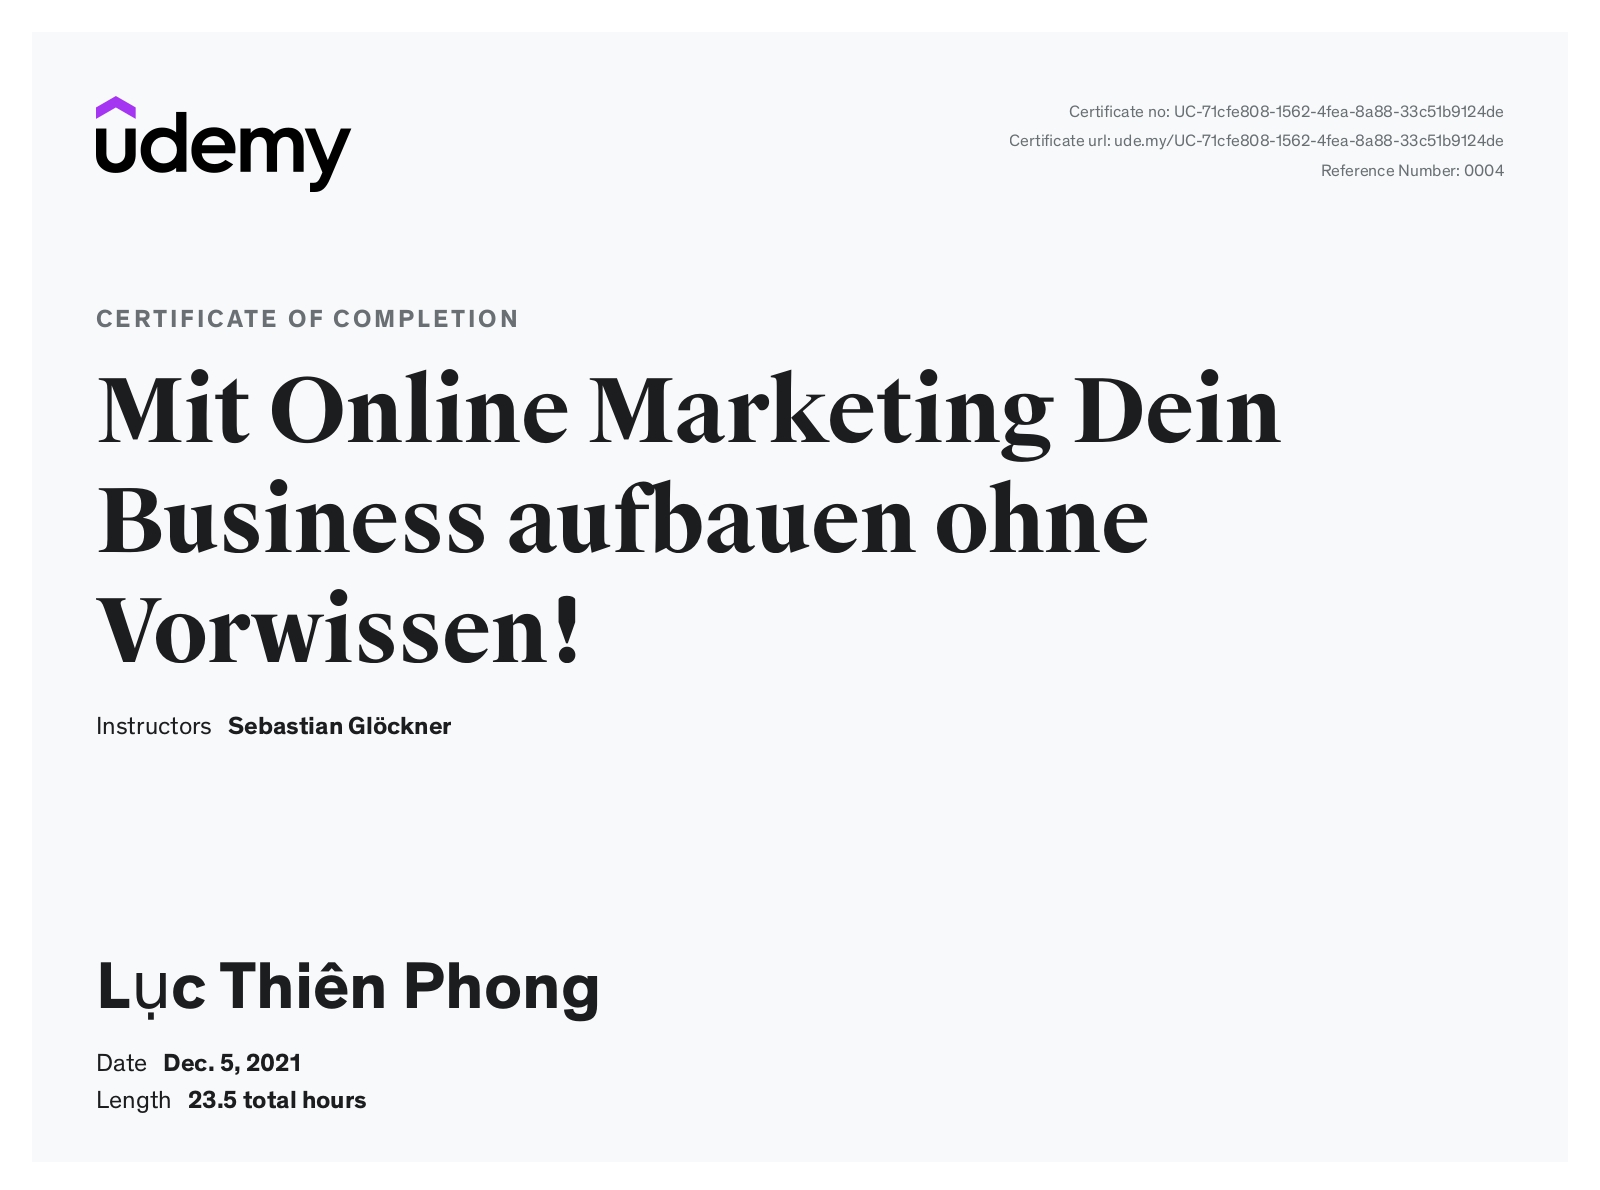 udemy
Certificate no: UC-71cfe808-1562-4fea-8a88-33c51b9124de
Certificate url: ude.my/UC-71cfe808-1562-4fea-8a88-33c51b9124de
Reference Number: 0004
CERTIFICATE OF COMPLETION
Mit Online Marketing Dein
Business aufbauen ohne
Vorwissen!
Instructors Sebastian Glöckner
Lục Thiên Phong
Date Dec. 5, 2021
Length 23.5 total hours